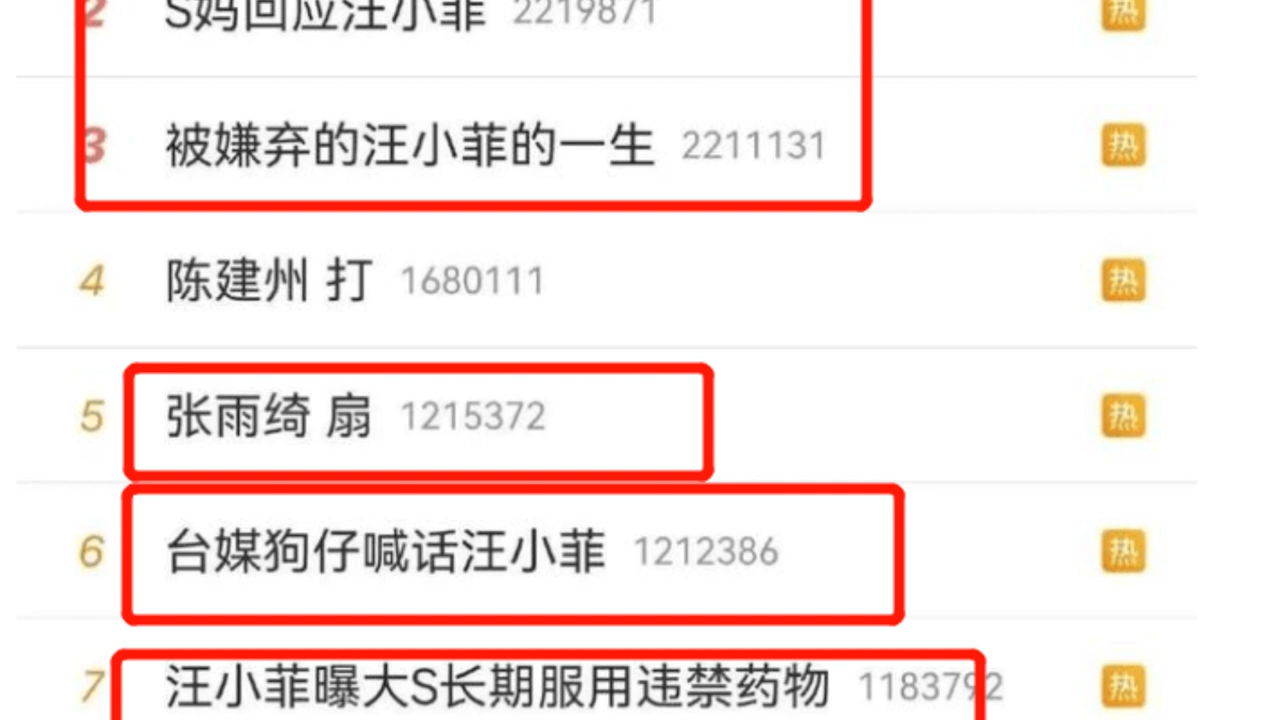 2 S妈回应汪小菲 2219871 热
3 被嫌弃的汪小菲的一生 2211131 热
4 陈建州 打 1680111 热
5 张雨绮 扇 1215372 热
6 台媒狗仔喊话汪小菲 1212386 热
7 汪小菲曝大S长期服用违禁药物 1183792 热